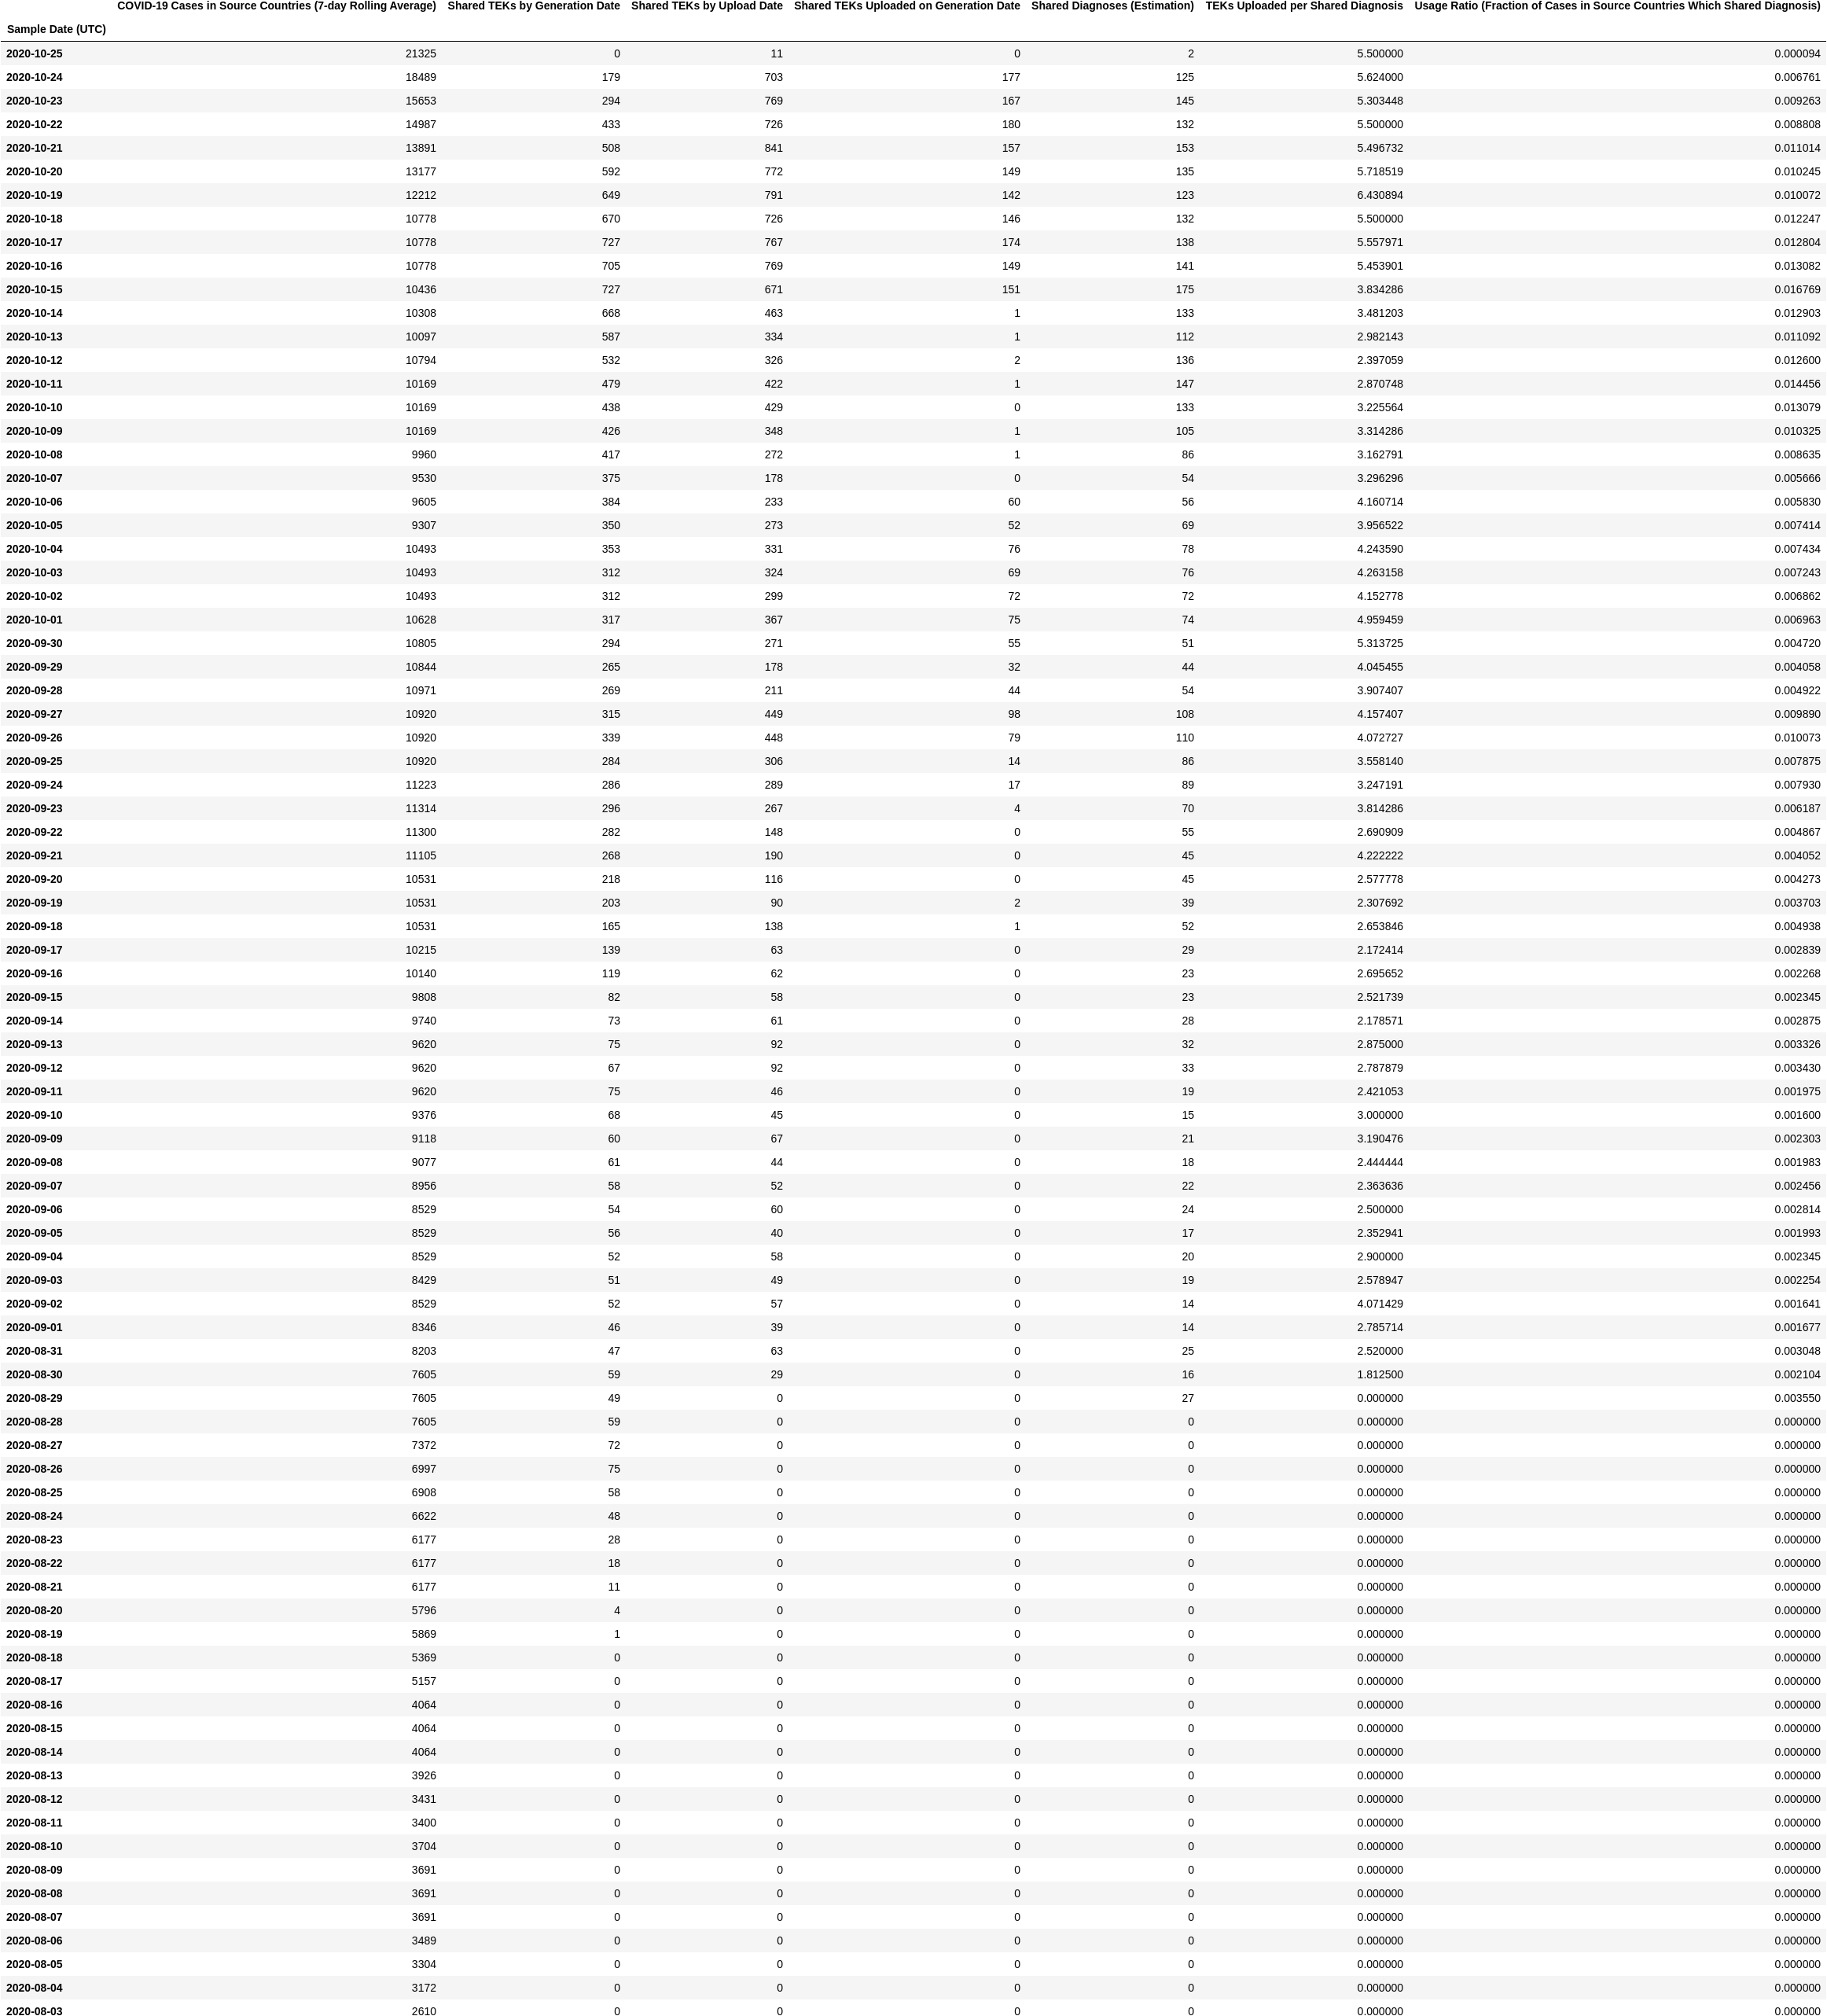 COVID-19 Cases in Source Countries (7-day Rolling Average) Shared TEKs by Generation Date Shared TEKs by Upload Date Shared TEKs Uploaded on Generation Date Shared Diagnoses (Estimation) TEKs Uploaded per Shared Diagnosis Usage Ratio (Fraction of Cases in Source Countries Which Shared Diagnosis)
Sample Date (UTC)
2020-10-25 21325 0 11 0 2 5.500000 0.000094
2020-10-24 18489 179 703 177 125 5.624000 0.006761
2020-10-23 15653 294 769 167 145 5.303448 0.009263
2020-10-22 14987 433 726 180 132 5.500000 0.008808
2020-10-21 13891 508 841 157 153 5.496732 0.011014
2020-10-20 13177 592 772 149 135 5.718519 0.010245
2020-10-19 12212 649 791 142 123 6.430894 0.010072
2020-10-18 10778 670 726 146 132 5.500000 0.012247
2020-10-17 10778 727 767 174 138 5.557971 0.012804
2020-10-16 10778 705 769 149 141 5.453901 0.013082
2020-10-15 10436 727 671 151 175 3.834286 0.016769
2020-10-14 10308 668 463 1 133 3.481203 0.012903
2020-10-13 10097 587 334 1 112 2.982143 0.011092
2020-10-12 10794 532 326 2 136 2.397059 0.012600
2020-10-11 10169 479 422 1 147 2.870748 0.014456
2020-10-10 10169 438 429 0 133 3.225564 0.013079
2020-10-09 10169 426 348 1 105 3.314286 0.010325
2020-10-08 9960 417 272 1 86 3.162791 0.008635
2020-10-07 9530 375 178 0 54 3.296296 0.005666
2020-10-06 9605 384 233 60 56 4.160714 0.005830
2020-10-05 9307 350 273 52 69 3.956522 0.007414
2020-10-04 10493 353 331 76 78 4.243590 0.007434
2020-10-03 10493 312 324 69 76 4.263158 0.007243
2020-10-02 10493 312 299 72 72 4.152778 0.006862
2020-10-01 10628 317 367 75 74 4.959459 0.006963
2020-09-30 10805 294 271 55 51 5.313725 0.004720
2020-09-29 10844 265 178 32 44 4.045455 0.004058
2020-09-28 10971 269 211 44 54 3.907407 0.004922
2020-09-27 10920 315 449 98 108 4.157407 0.009890
2020-09-26 10920 339 448 79 110 4.072727 0.010073
2020-09-25 10920 284 306 14 86 3.558140 0.007875
2020-09-24 11223 286 289 17 89 3.247191 0.007930
2020-09-23 11314 296 267 4 70 3.814286 0.006187
2020-09-22 11300 282 148 0 55 2.690909 0.004867
2020-09-21 11105 268 190 0 45 4.222222 0.004052
2020-09-20 10531 218 116 0 45 2.577778 0.004273
2020-09-19 10531 203 90 2 39 2.307692 0.003703
2020-09-18 10531 165 138 1 52 2.653846 0.004938
2020-09-17 10215 139 63 0 29 2.172414 0.002839
2020-09-16 10140 119 62 0 23 2.695652 0.002268
2020-09-15 9808 82 58 0 23 2.521739 0.002345
2020-09-14 9740 73 61 0 28 2.178571 0.002875
2020-09-13 9620 75 92 0 32 2.875000 0.003326
2020-09-12 9620 67 92 0 33 2.787879 0.003430
2020-09-11 9620 75 46 0 19 2.421053 0.001975
2020-09-10 9376 68 45 0 15 3.000000 0.001600
2020-09-09 9118 60 67 0 21 3.190476 0.002303
2020-09-08 9077 61 44 0 18 2.444444 0.001983
2020-09-07 8956 58 52 0 22 2.363636 0.002456
2020-09-06 8529 54 60 0 24 2.500000 0.002814
2020-09-05 8529 56 40 0 17 2.352941 0.001993
2020-09-04 8529 52 58 0 20 2.900000 0.002345
2020-09-03 8429 51 49 0 19 2.578947 0.002254
2020-09-02 8529 52 57 0 14 4.071429 0.001641
2020-09-01 8346 46 39 0 14 2.785714 0.001677
2020-08-31 8203 47 63 0 25 2.520000 0.003048
2020-08-30 7605 59 29 0 16 1.812500 0.002104
2020-08-29 7605 49 0 0 27 0.000000 0.003550
2020-08-28 7605 59 0 0 0 0.000000 0.000000
2020-08-27 7372 72 0 0 0 0.000000 0.000000
2020-08-26 6997 75 0 0 0 0.000000 0.000000
2020-08-25 6908 58 0 0 0 0.000000 0.000000
2020-08-24 6622 48 0 0 0 0.000000 0.000000
2020-08-23 6177 28 0 0 0 0.000000 0.000000
2020-08-22 6177 18 0 0 0 0.000000 0.000000
2020-08-21 6177 11 0 0 0 0.000000 0.000000
2020-08-20 5796 4 0 0 0 0.000000 0.000000
2020-08-19 5869 1 0 0 0 0.000000 0.000000
2020-08-18 5369 0 0 0 0 0.000000 0.000000
2020-08-17 5157 0 0 0 0 0.000000 0.000000
2020-08-16 4064 0 0 0 0 0.000000 0.000000
2020-08-15 4064 0 0 0 0 0.000000 0.000000
2020-08-14 4064 0 0 0 0 0.000000 0.000000
2020-08-13 3926 0 0 0 0 0.000000 0.000000
2020-08-12 3431 0 0 0 0 0.000000 0.000000
2020-08-11 3400 0 0 0 0 0.000000 0.000000
2020-08-10 3704 0 0 0 0 0.000000 0.000000
2020-08-09 3691 0 0 0 0 0.000000 0.000000
2020-08-08 3691 0 0 0 0 0.000000 0.000000
2020-08-07 3691 0 0 0 0 0.000000 0.000000
2020-08-06 3489 0 0 0 0 0.000000 0.000000
2020-08-05 3304 0 0 0 0 0.000000 0.000000
2020-08-04 3172 0 0 0 0 0.000000 0.000000
2020-08-03 2610 0 0 0 0 0.000000 0.000000